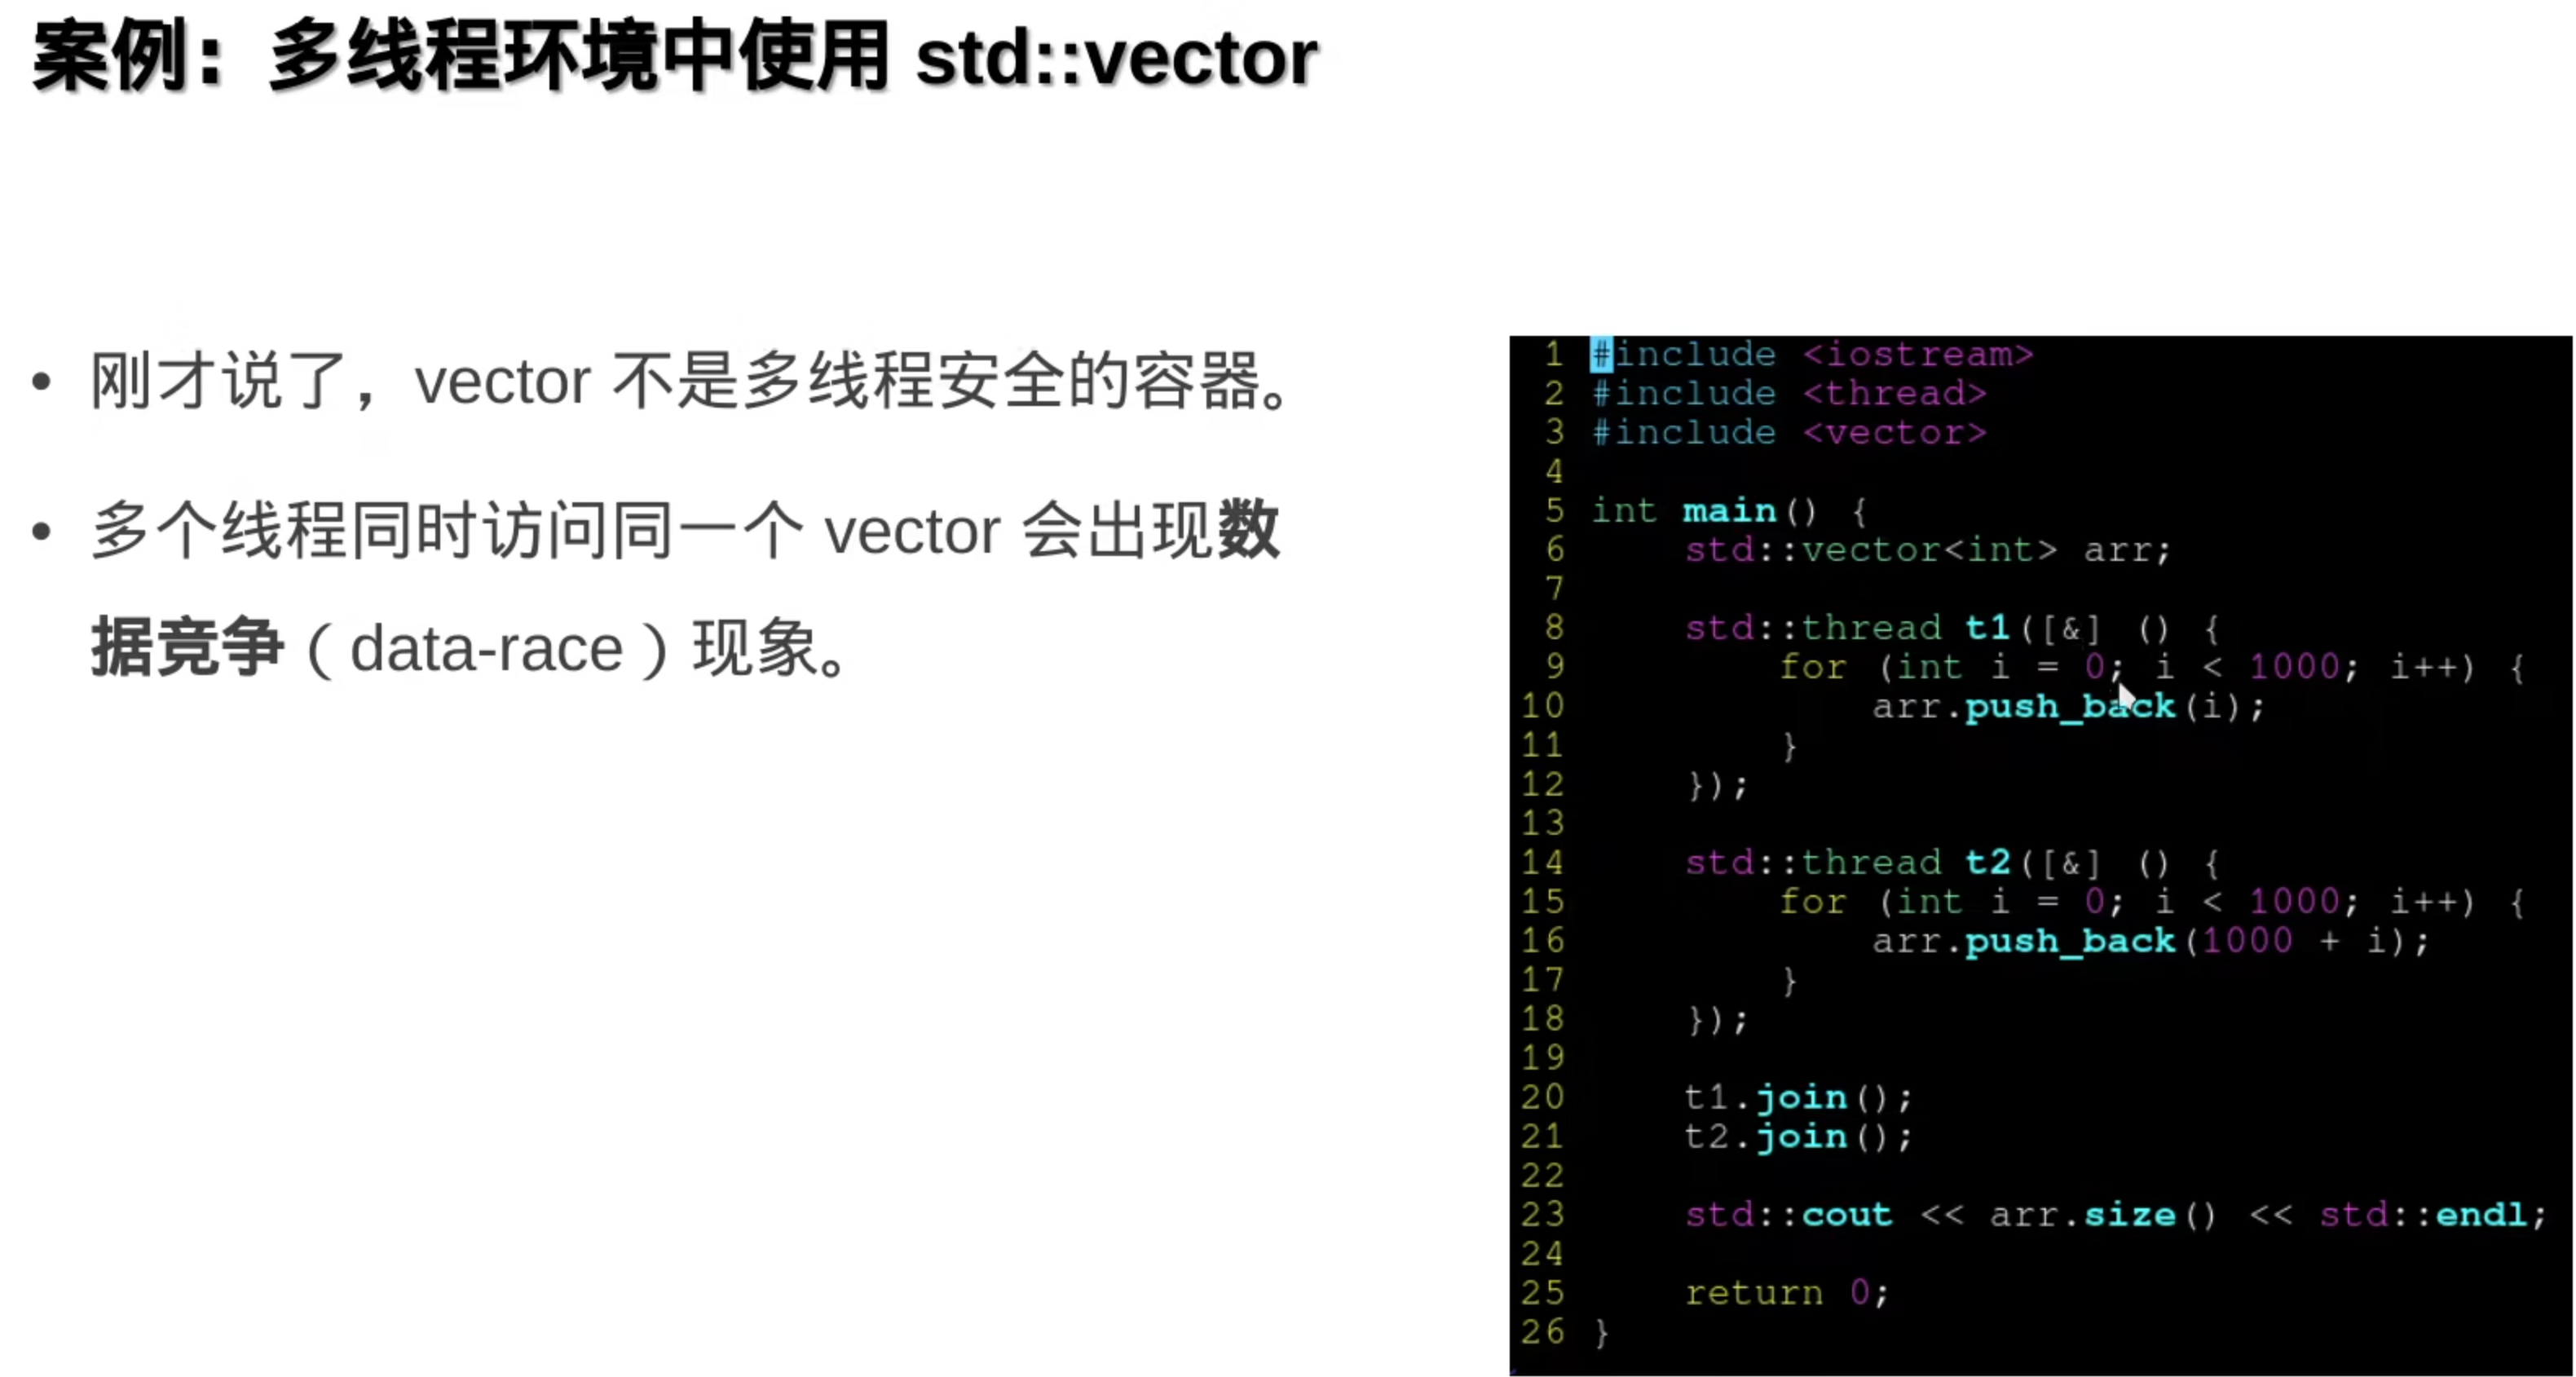 案例：多线程环境中使用 std::vector
• 刚才说了，vector 不是多线程安全的容器。
• 多个线程同时访问同一个 vector 会出现数
据竞争（data-race）现象。
1 #include <iostream>
2 #include <thread>
3 #include <vector>
4
5 int main() {
6     std::vector<int> arr;
7
8     std::thread t1([&] () {
9         for (int i = 0; i < 1000; i++) {
10             arr.push_back(i);
11         }
12     });
13
14     std::thread t2([&] () {
15         for (int i = 0; i < 1000; i++) {
16             arr.push_back(1000 + i);
17         }
18     });
19
20     t1.join();
21     t2.join();
22
23     std::cout << arr.size() << std::endl;
24
25     return 0;
26 }